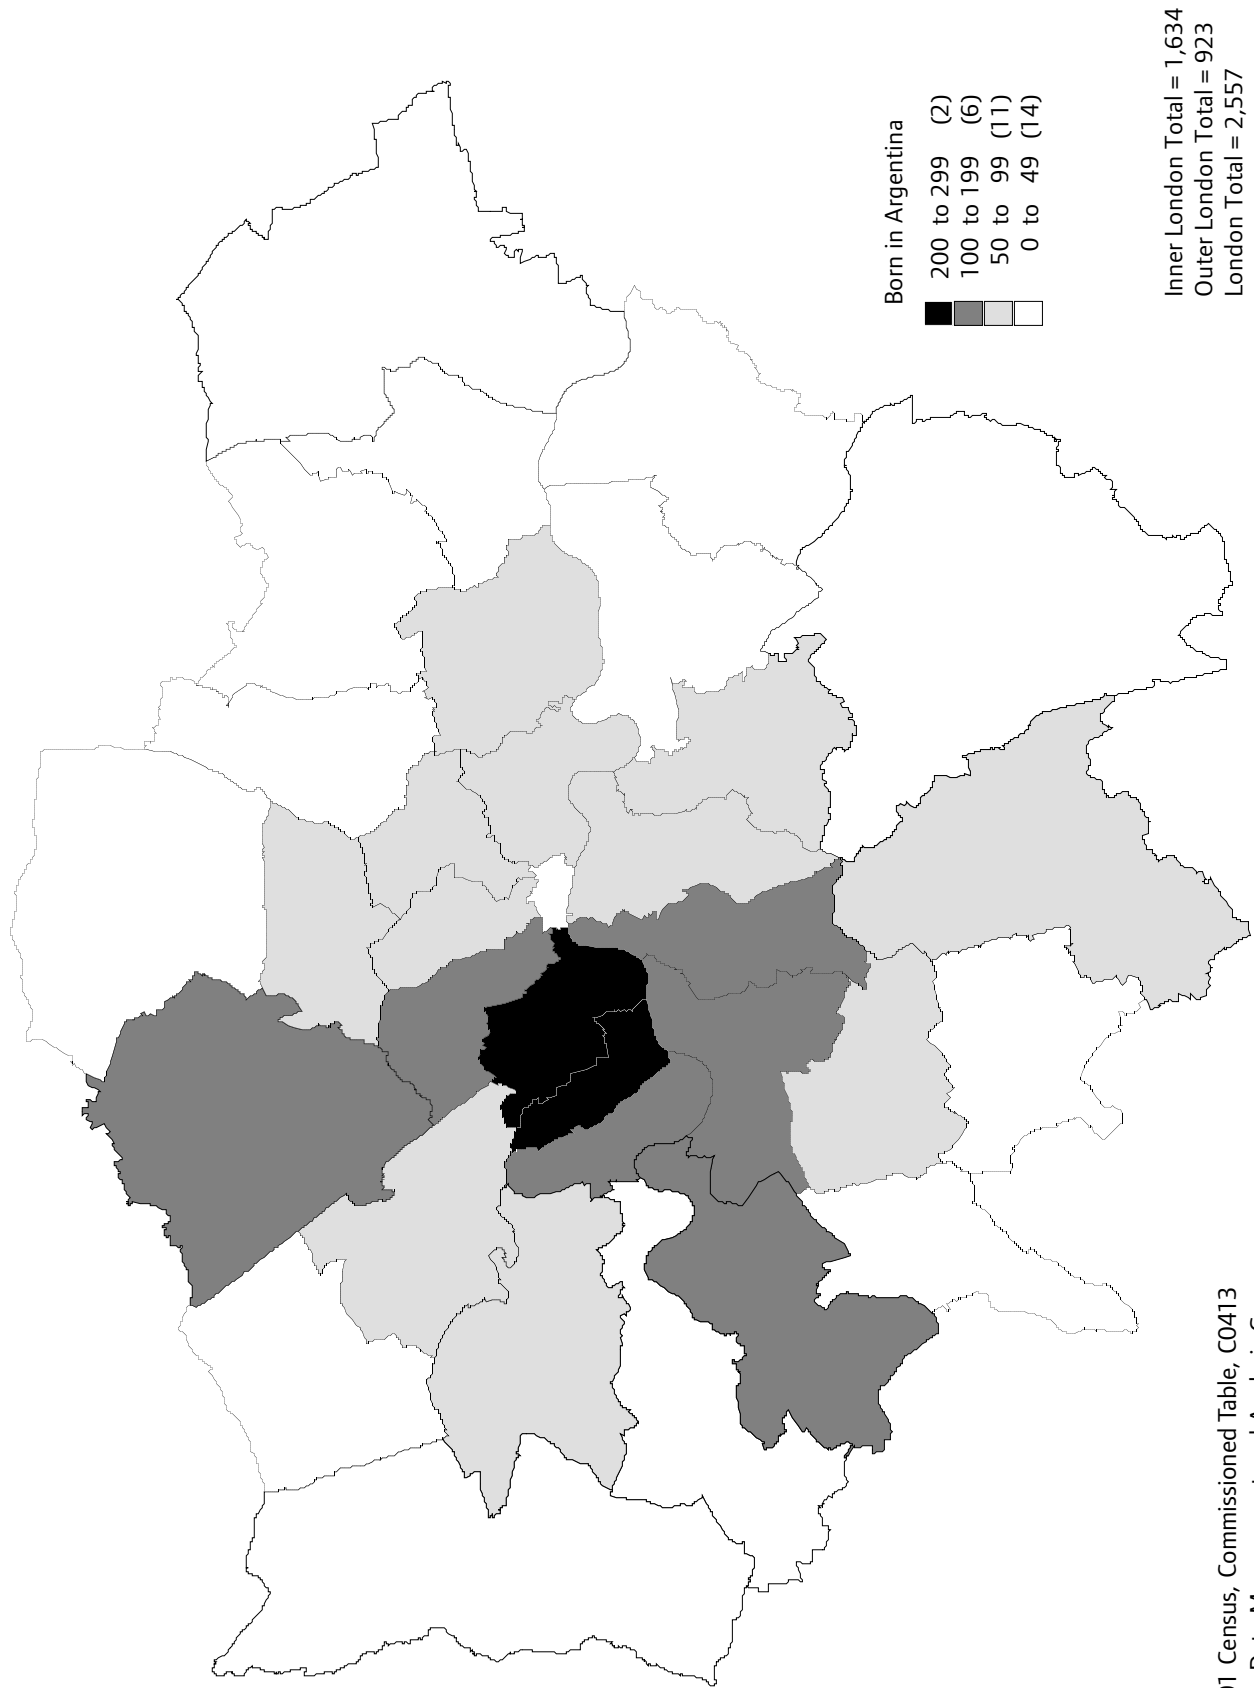 Born in Argentina
200 to 299 (2)
100 to 199 (6)
50 to 99 (11)
0 to 49 (14)
Inner London Total = 1,634
Outer London Total = 923
London Total = 2,557
Census, Commissioned Table, C0413